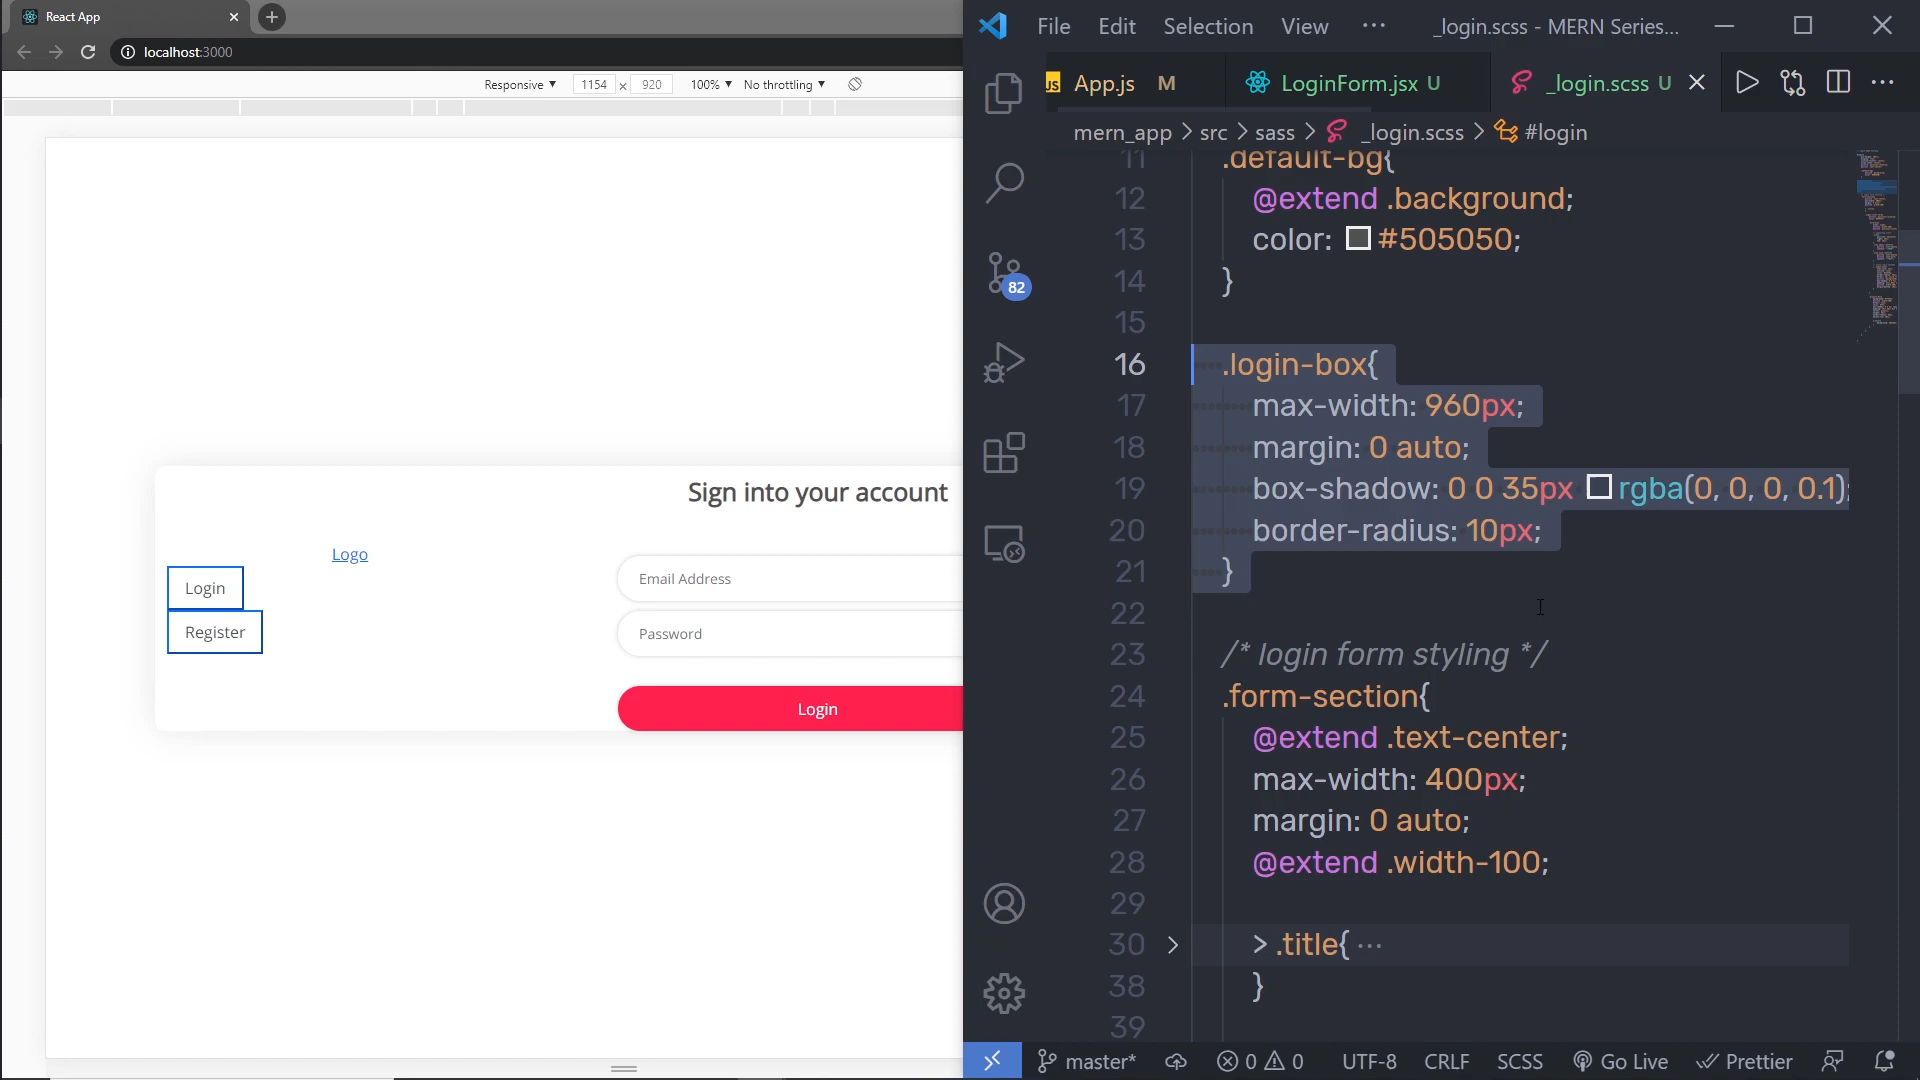 React App
localhost:3000
Responsive 1154 x 920 100% No throttling
Sign into your account
Logo
Login
Register
Email Address
Password
Login
File Edit Selection View ··· _login.scss - MERN Series...
JS App.js M LoginForm.jsx U _login.scss U
mern_app > src > sass > _login.scss > #login
11 .default-bg{
12 @extend .background;
13 color: #505050;
14 }
15
16 .login-box{
17 max-width: 960px;
18 margin: 0 auto;
19 box-shadow: 0 0 35px rgba(0, 0, 0, 0.1);
20 border-radius: 10px;
21 }
22
23 /* login form styling */
24 .form-section{
25 @extend .text-center;
26 max-width: 400px;
27 margin: 0 auto;
28 @extend .width-100;
29
30 > .title{ ···
38 }
39
82
master* 0 0 UTF-8 CRLF SCSS Go Live Prettier